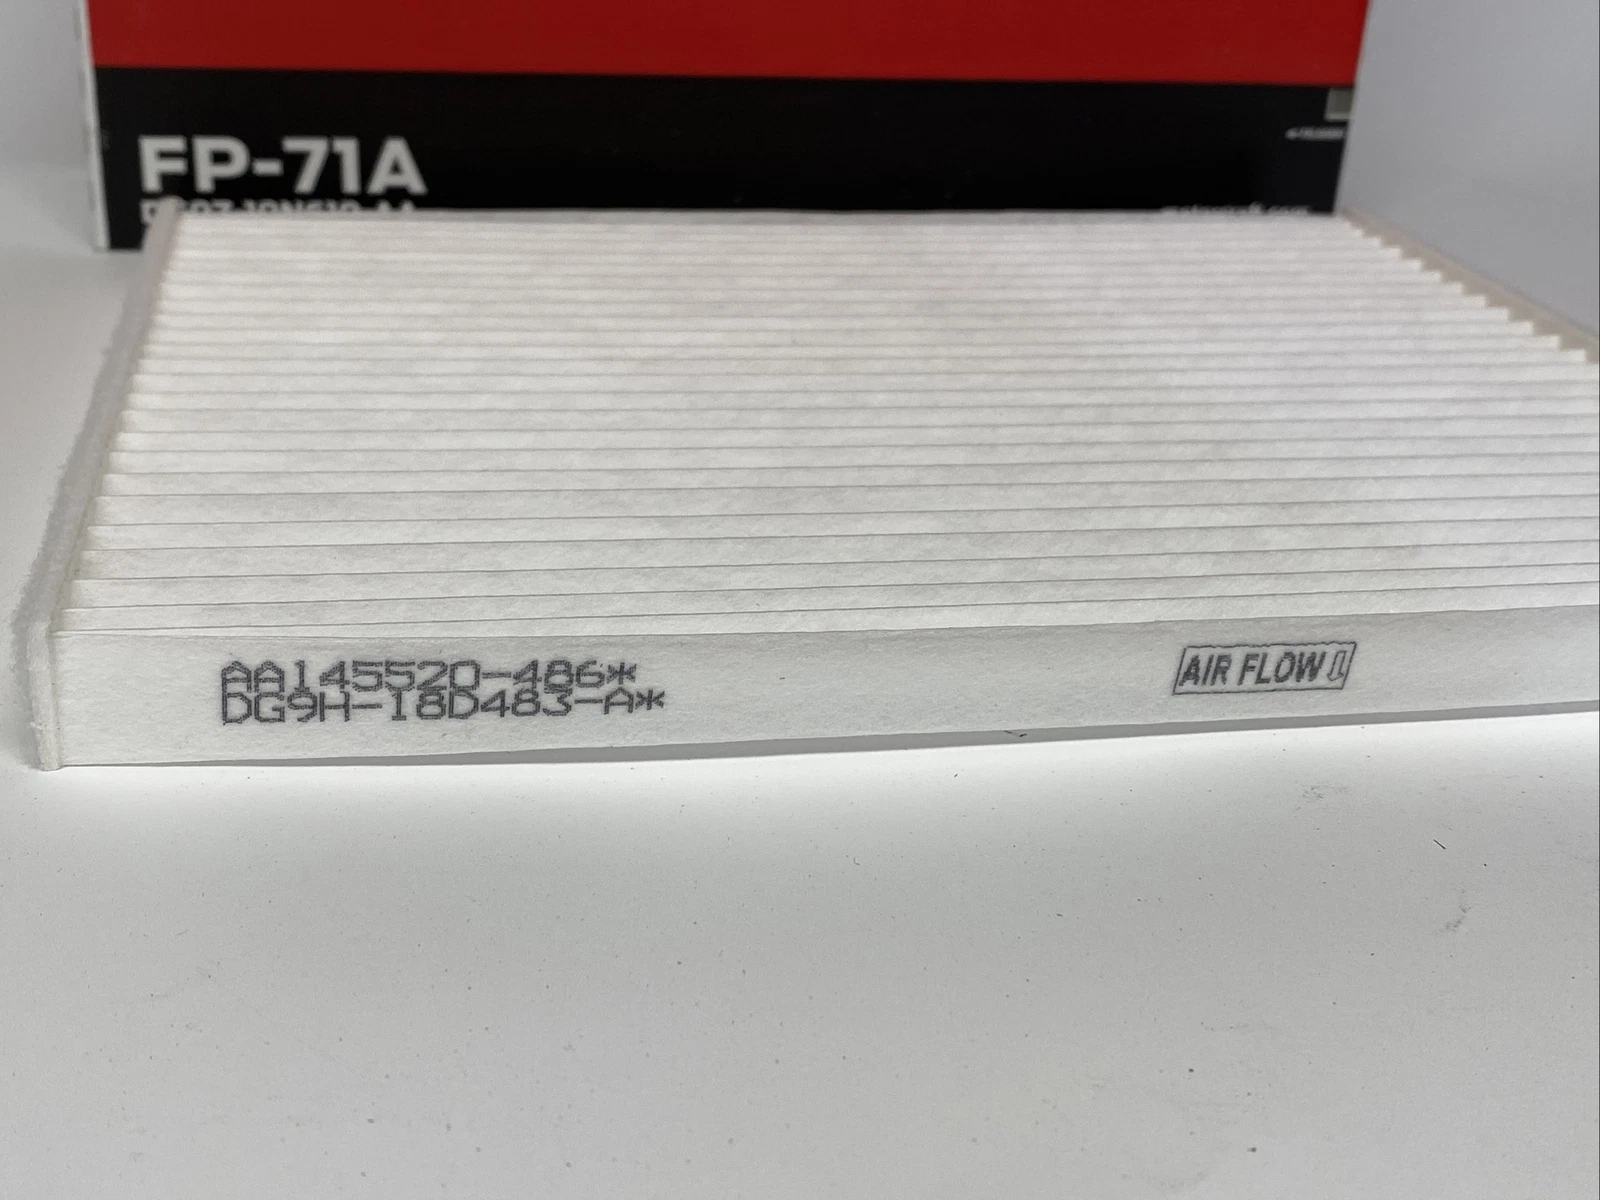 FP-71A
AA145520-486*
DG9H-18D483-A*
AIR FLOW